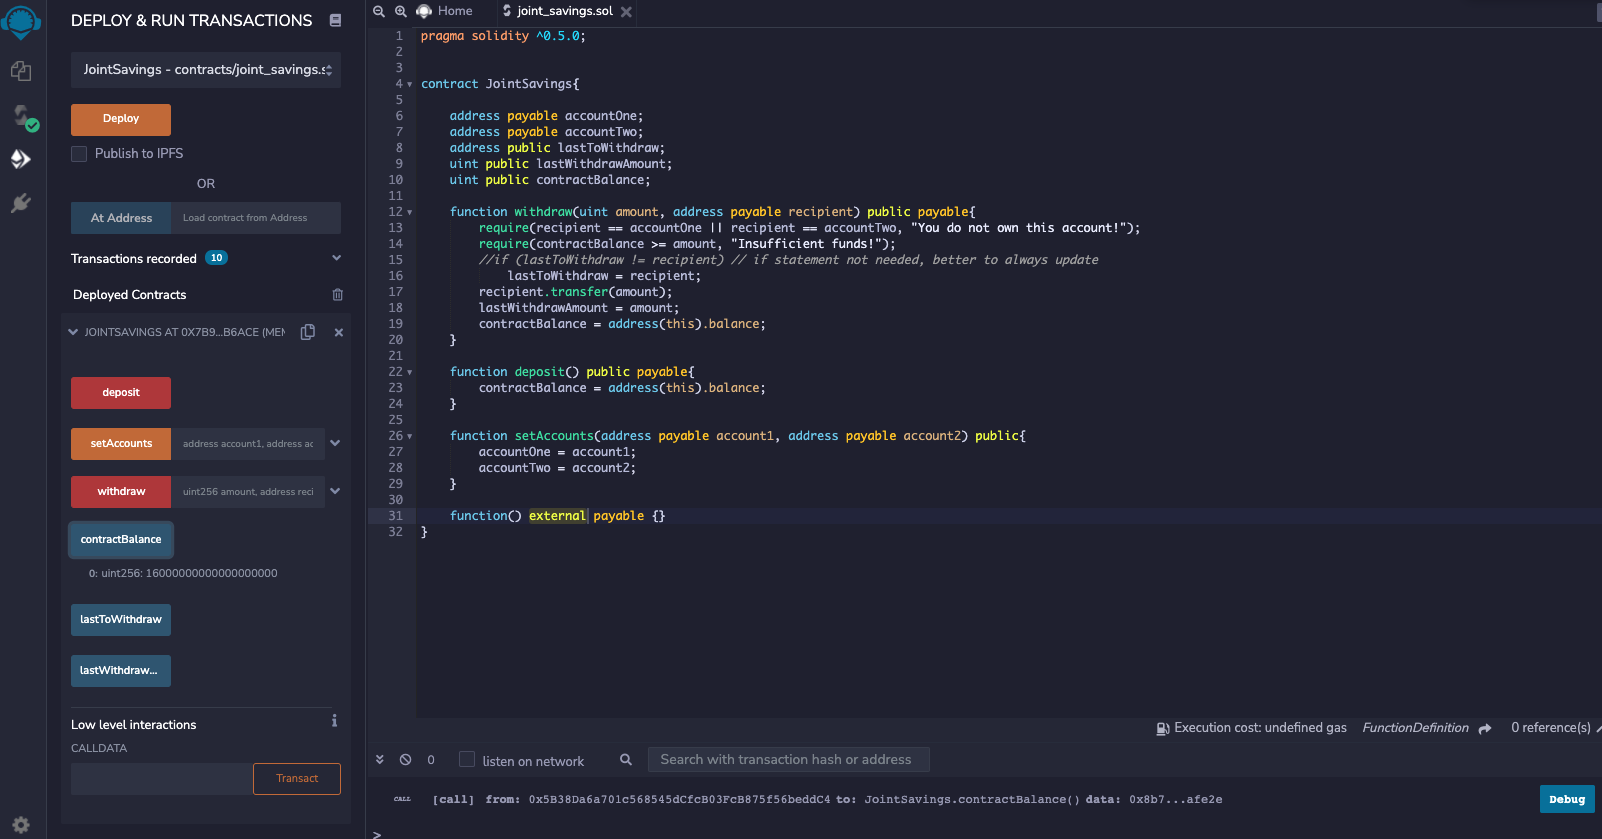 DEPLOY & RUN TRANSACTIONS
JointSavings - contracts/joint_savings.s
Deploy
Publish to IPFS
OR
At Address
Load contract from Address
Transactions recorded 10
Deployed Contracts
JOINTSAVINGS AT 0X7B9...B6ACE (MEM
deposit
setAccounts
address account1, address ac
withdraw
uint256 amount, address reci
contractBalance
0: uint256: 16000000000000000000
lastToWithdraw
lastWithdraw...
Low level interactions
i
CALLDATA
Transact
Home
joint_savings.sol
1 pragma solidity ^0.5.0;
2
3
4 contract JointSavings{
5
6 address payable accountOne;
7 address payable accountTwo;
8 address public lastToWithdraw;
9 uint public lastWithdrawAmount;
10 uint public contractBalance;
11
12 function withdraw(uint amount, address payable recipient) public payable{
13 require(recipient == accountOne || recipient == accountTwo, "You do not own this account!");
14 require(contractBalance >= amount, "Insufficient funds!");
15 //if (lastToWithdraw != recipient) // if statement not needed, better to always update
16 lastToWithdraw = recipient;
17 recipient.transfer(amount);
18 lastWithdrawAmount = amount;
19 contractBalance = address(this).balance;
20 }
21
22 function deposit() public payable{
23 contractBalance = address(this).balance;
24 }
25
26 function setAccounts(address payable account1, address payable account2) public{
27 accountOne = account1;
28 accountTwo = account2;
29 }
30
31 function() external payable {}
32 }
Execution cost: undefined gas FunctionDefinition 0 reference(s)
0 listen on network
Search with transaction hash or address
CALL [call] from: 0x5B38Da6a701c568545dCfcB03FcB875f56beddC4 to: JointSavings.contractBalance() data: 0x8b7...afe2e
Debug
>